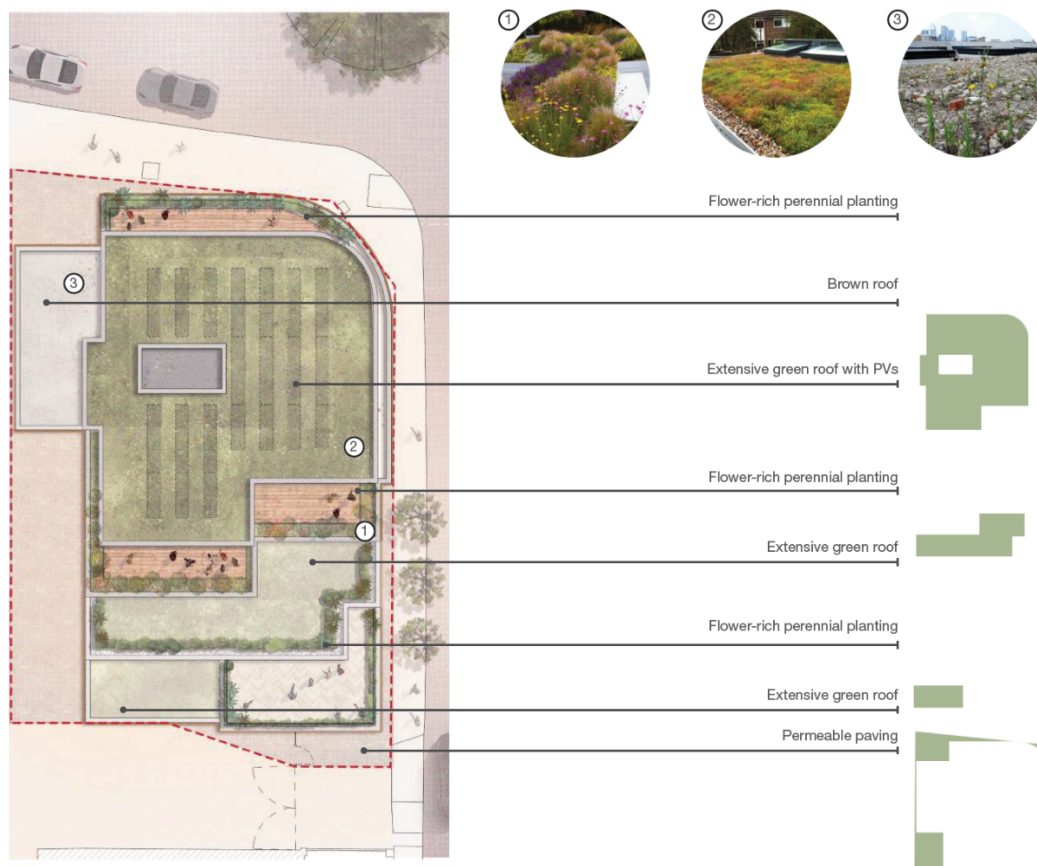 1
2
3
Flower-rich perennial planting
3
Brown roof
Extensive green roof with PVs
2
Flower-rich perennial planting
1
Extensive green roof
Flower-rich perennial planting
Extensive green roof
Permeable paving